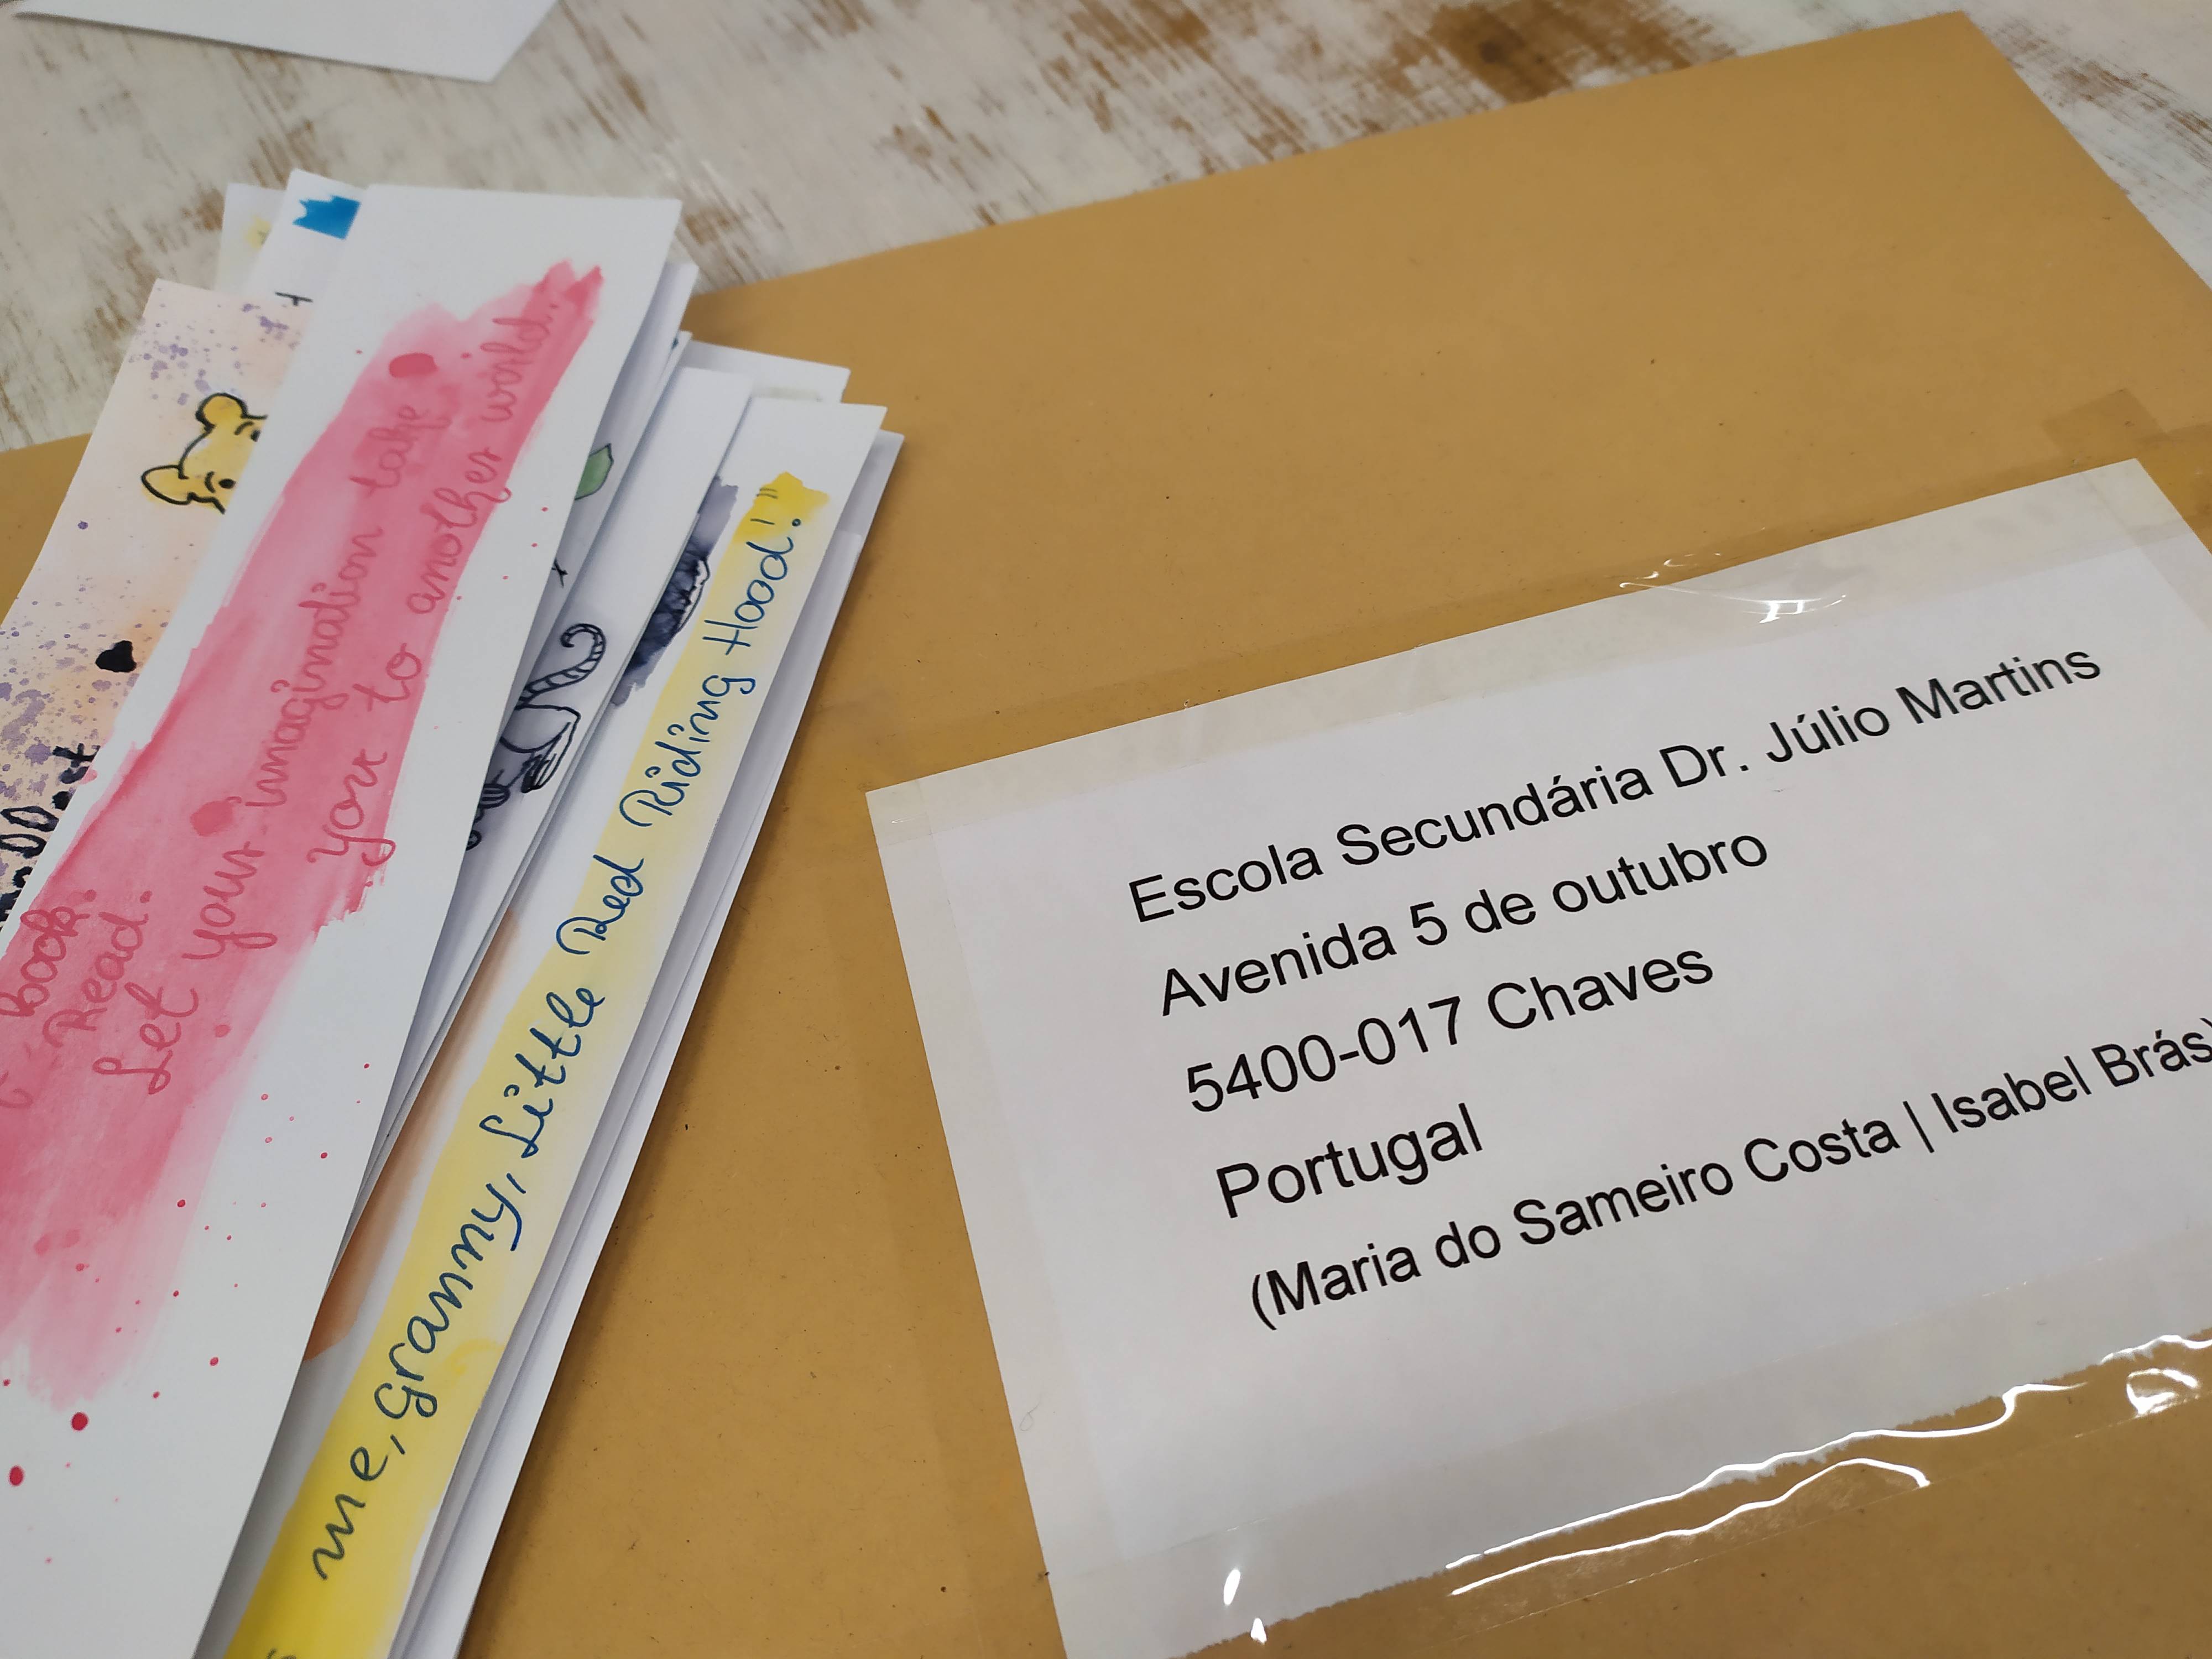 book.
Read.
Let your imagination take
you to another world.
me, Granny, Little Red Riding Hood!"
Escola Secundária Dr. Júlio Martins
Avenida 5 de outubro
5400-017 Chaves
Portugal
(Maria do Sameiro Costa | Isabel Brás)